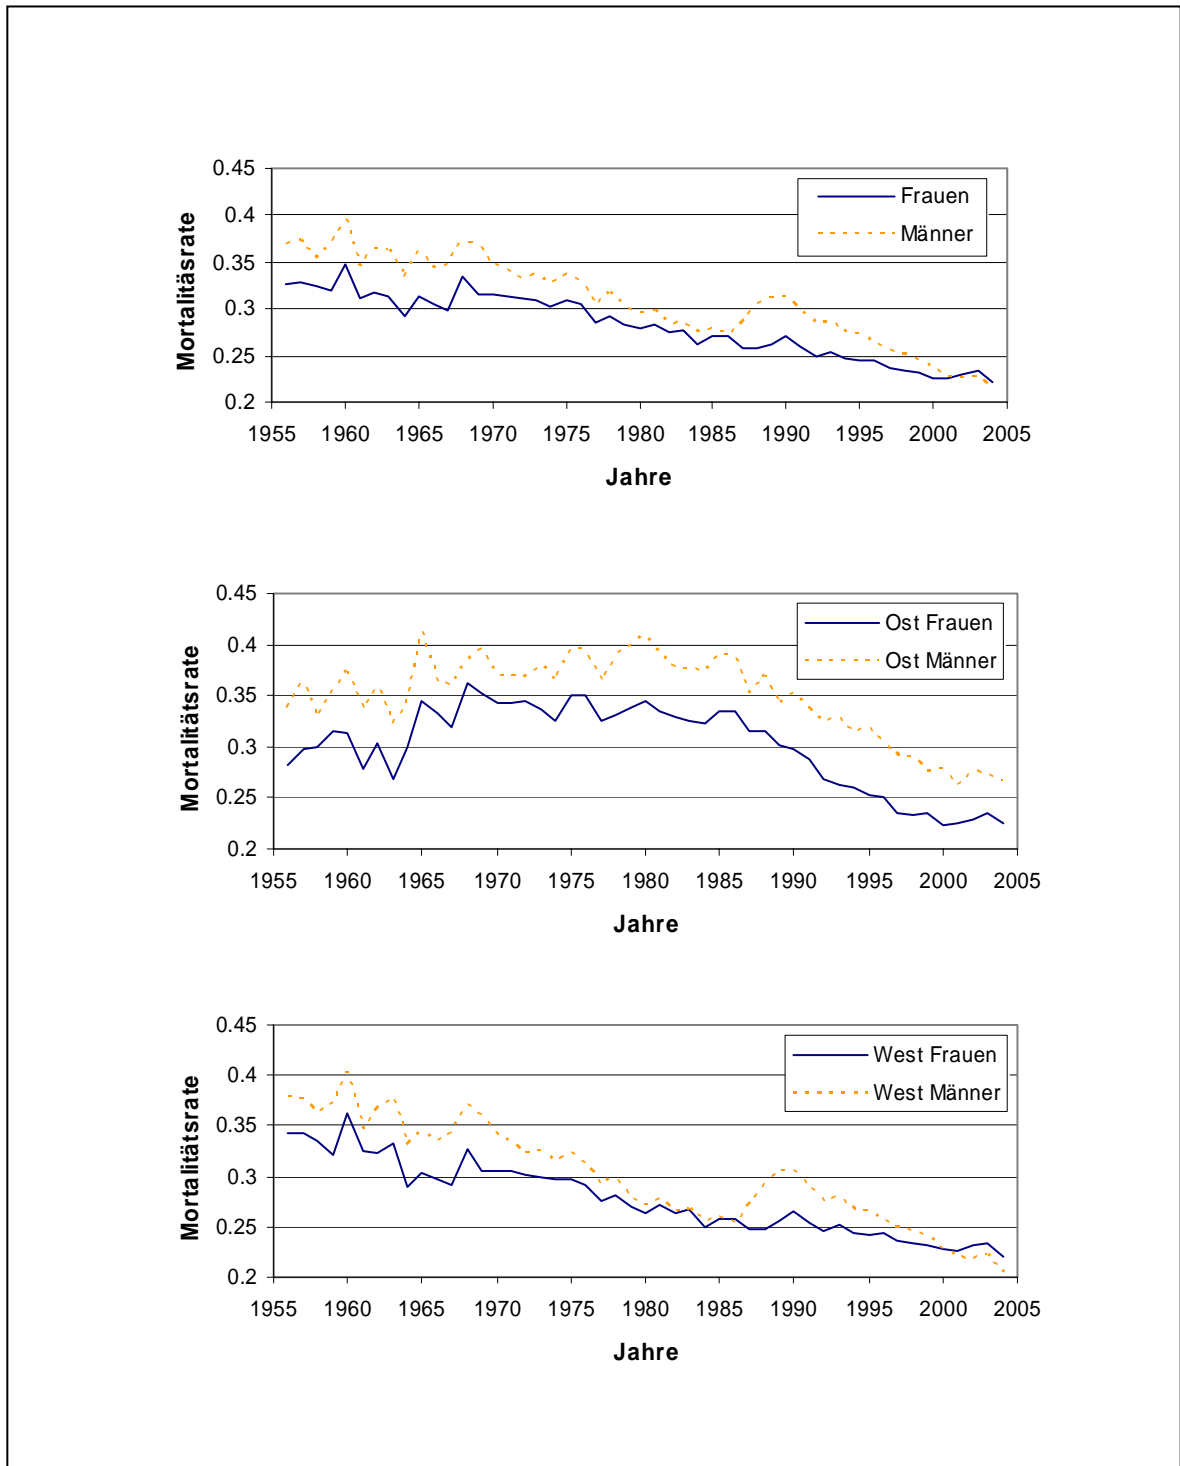 0.45
0.4
0.35
0.3
0.25
0.2
Mortalitäsrate
Frauen
Männer
1955 1960 1965 1970 1975 1980 1985 1990 1995 2000 2005
Jahre
0.45
0.4
0.35
0.3
0.25
0.2
Mortalitätsrate
Ost Frauen
Ost Männer
1955 1960 1965 1970 1975 1980 1985 1990 1995 2000 2005
Jahre
0.45
0.4
0.35
0.3
0.25
0.2
Mortalitätsrate
West Frauen
West Männer
1955 1960 1965 1970 1975 1980 1985 1990 1995 2000 2005
Jahre